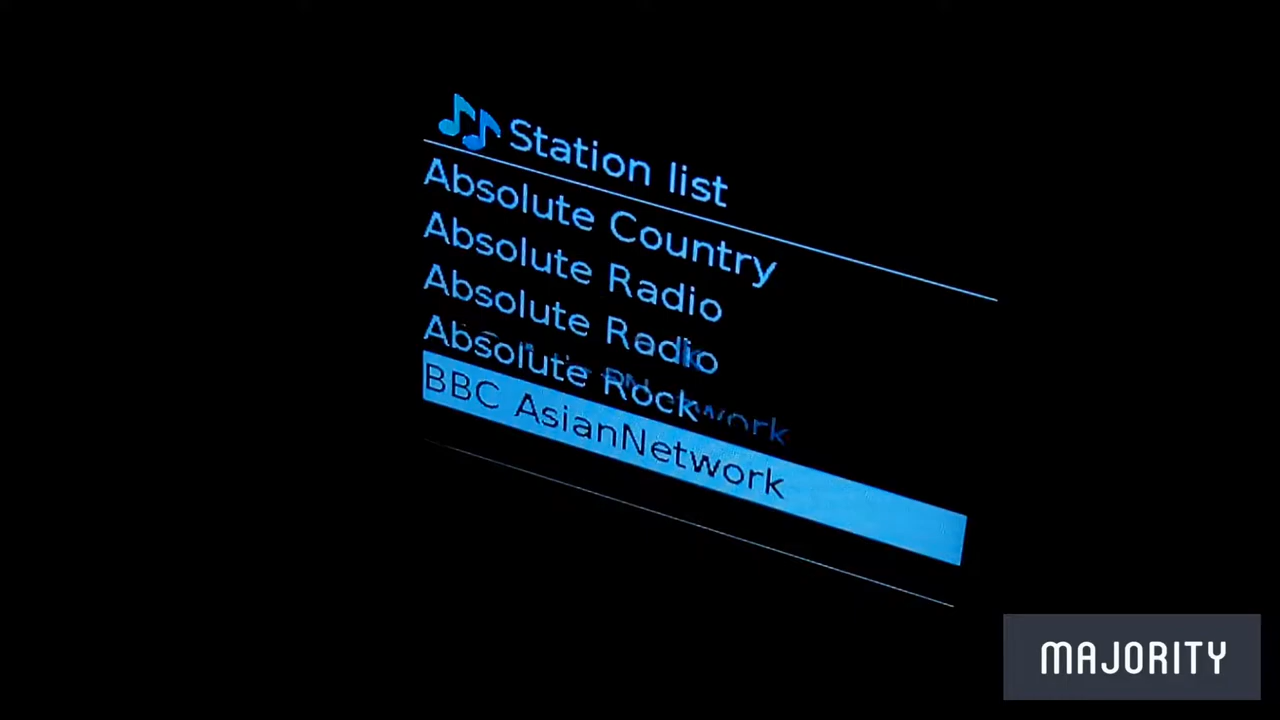 Station list
Absolute Country
Absolute Radio
Absolute Radio
Absolute Rock
BBC AsianNetwork
MAJORITY